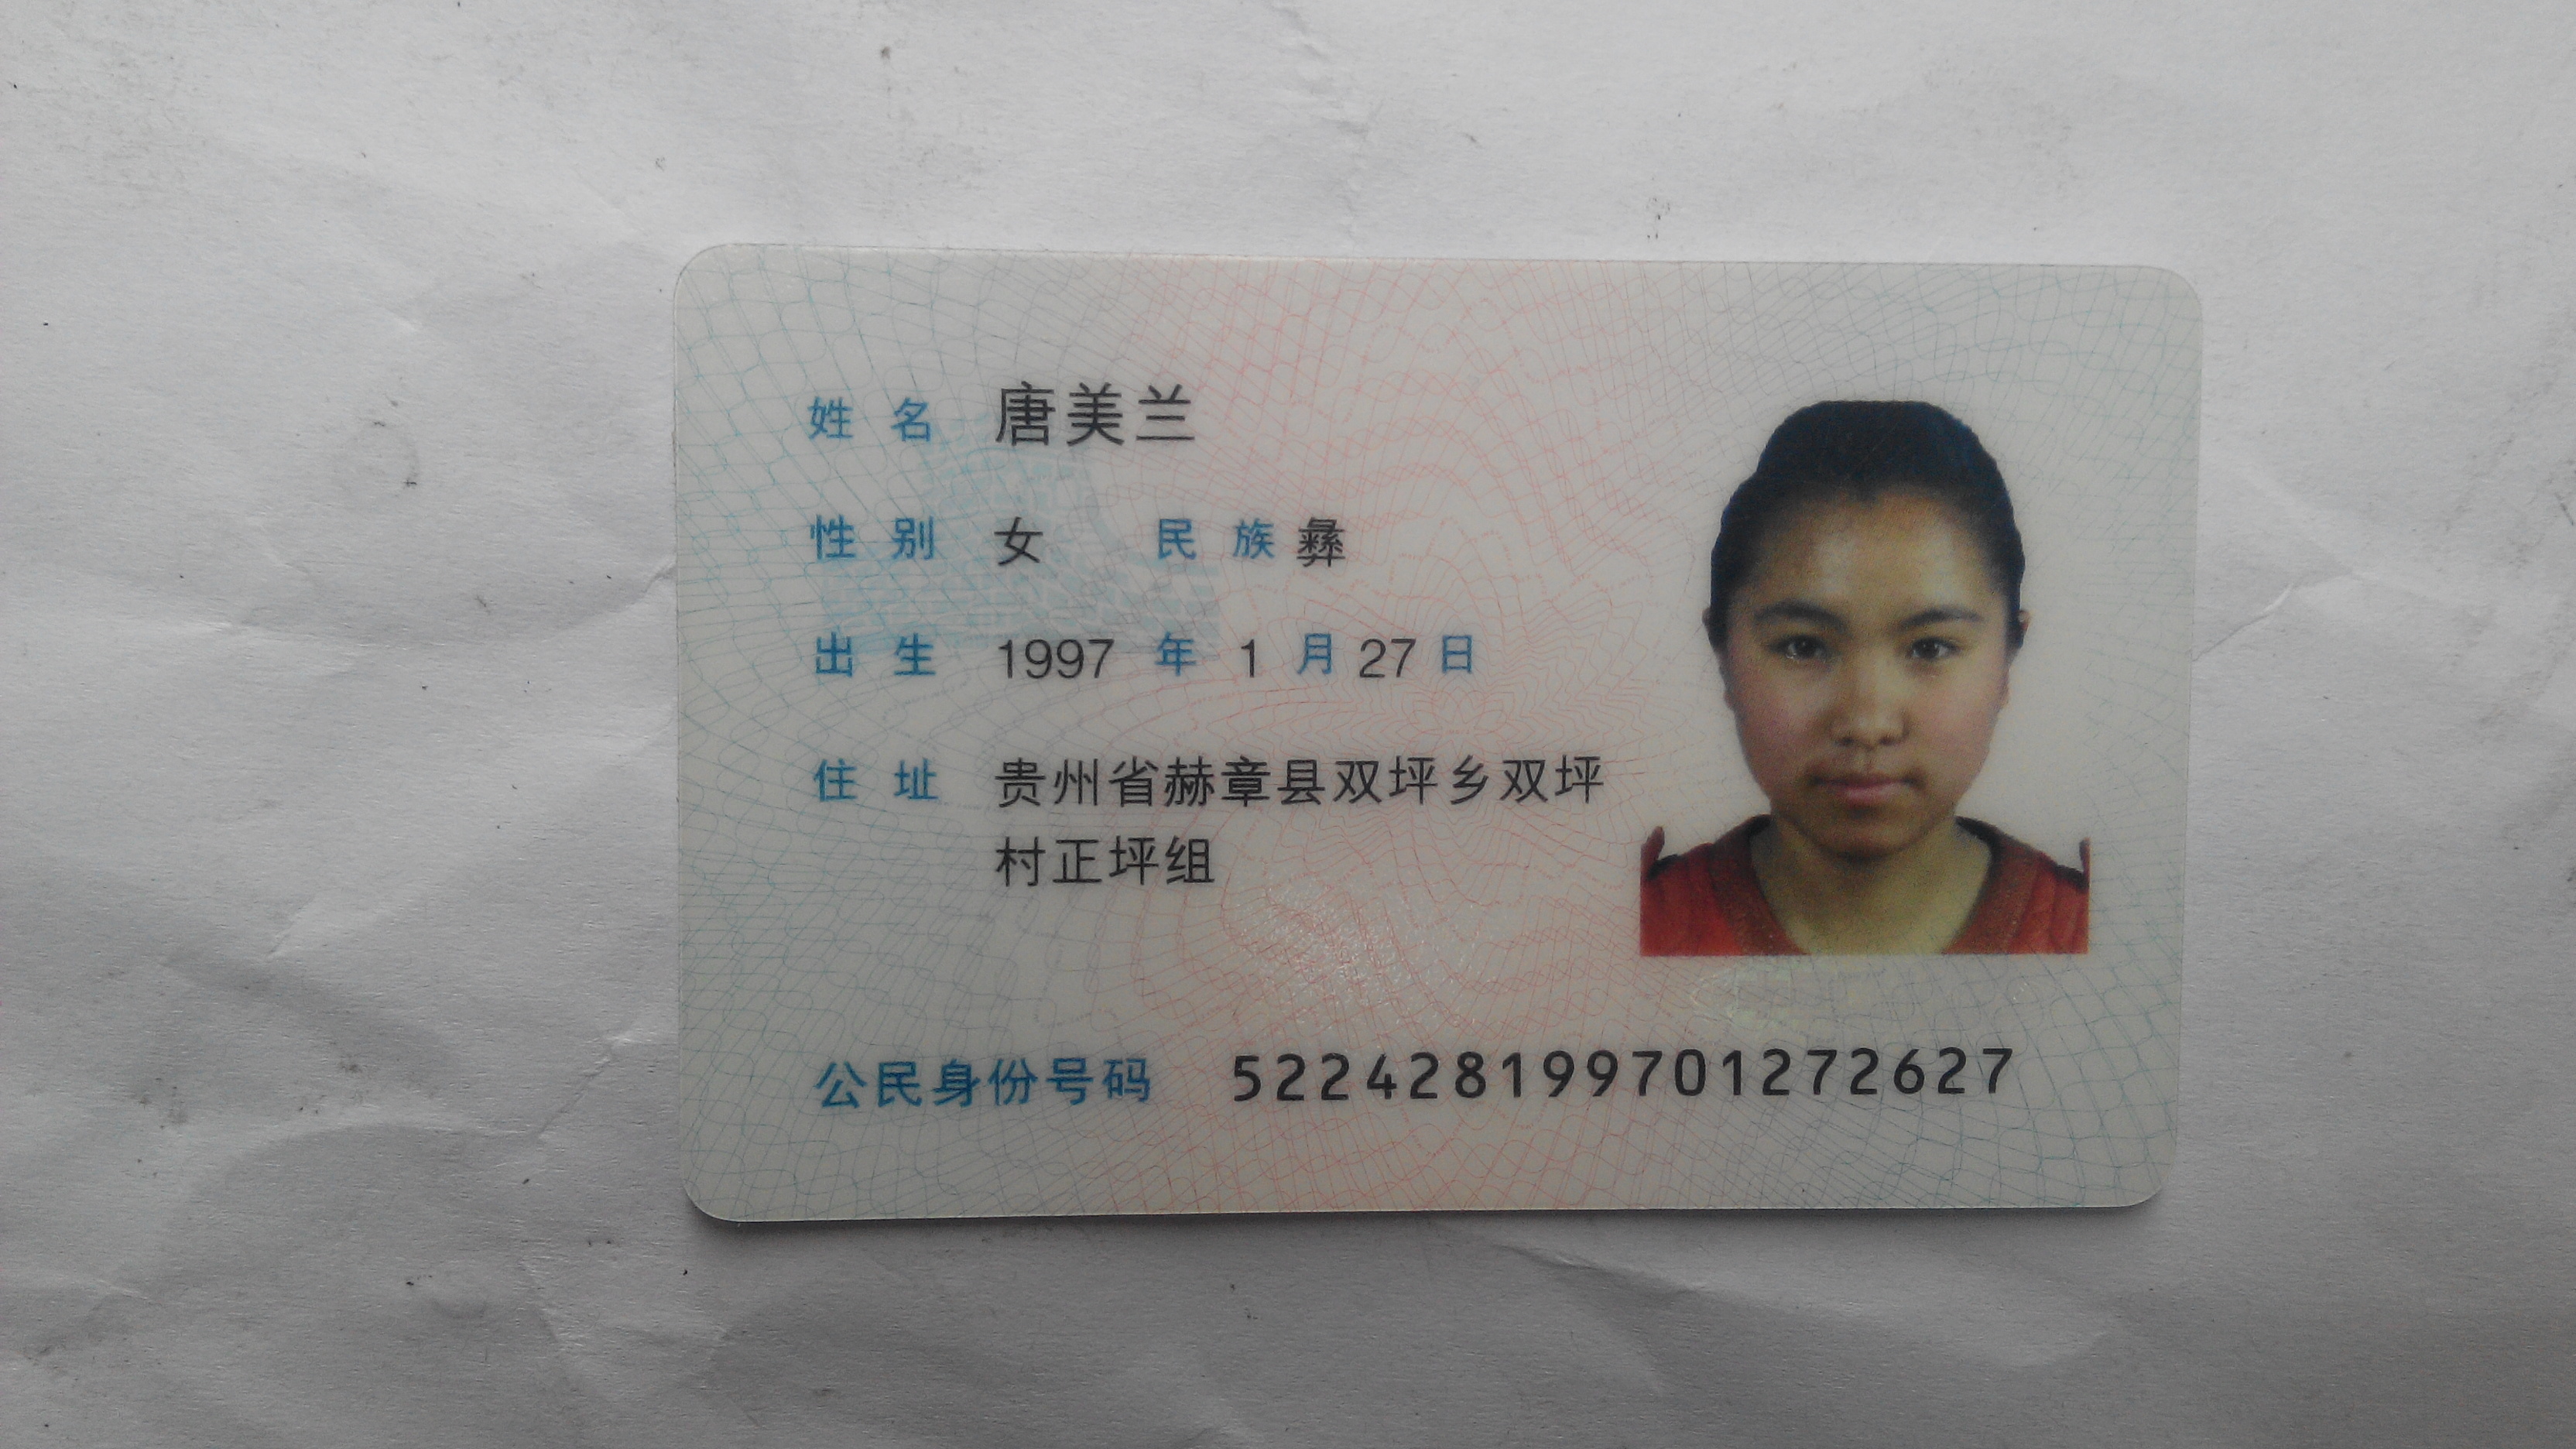 姓名 唐美兰
性别 女 民族 彝
出生 1997 年 1 月 27 日
住址 贵州省赫章县双坪乡双坪
村正坪组
公民身份号码 522428199701272627